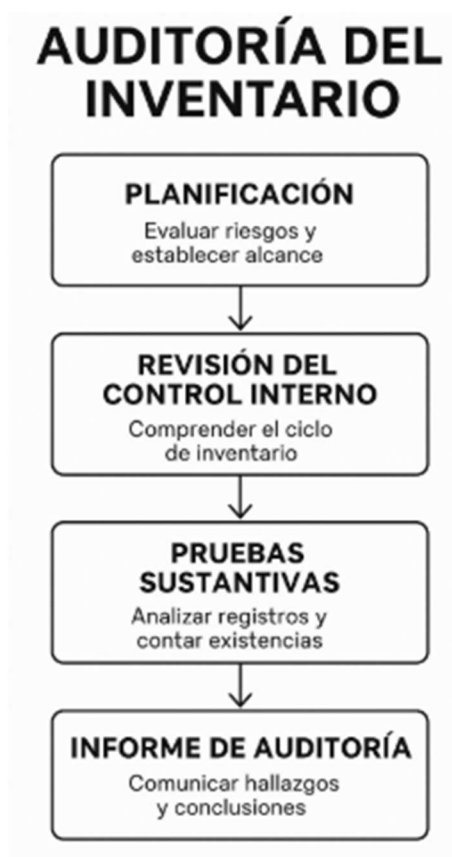 AUDITORÍA DEL
INVENTARIO
PLANIFICACIÓN
Evaluar riesgos y
establecer alcance
REVISIÓN DEL
CONTROL INTERNO
Comprender el ciclo
de inventario
PRUEBAS
SUSTANTIVAS
Analizar registros y
contar existencias
INFORME DE AUDITORÍA
Comunicar hallazgos
y conclusiones